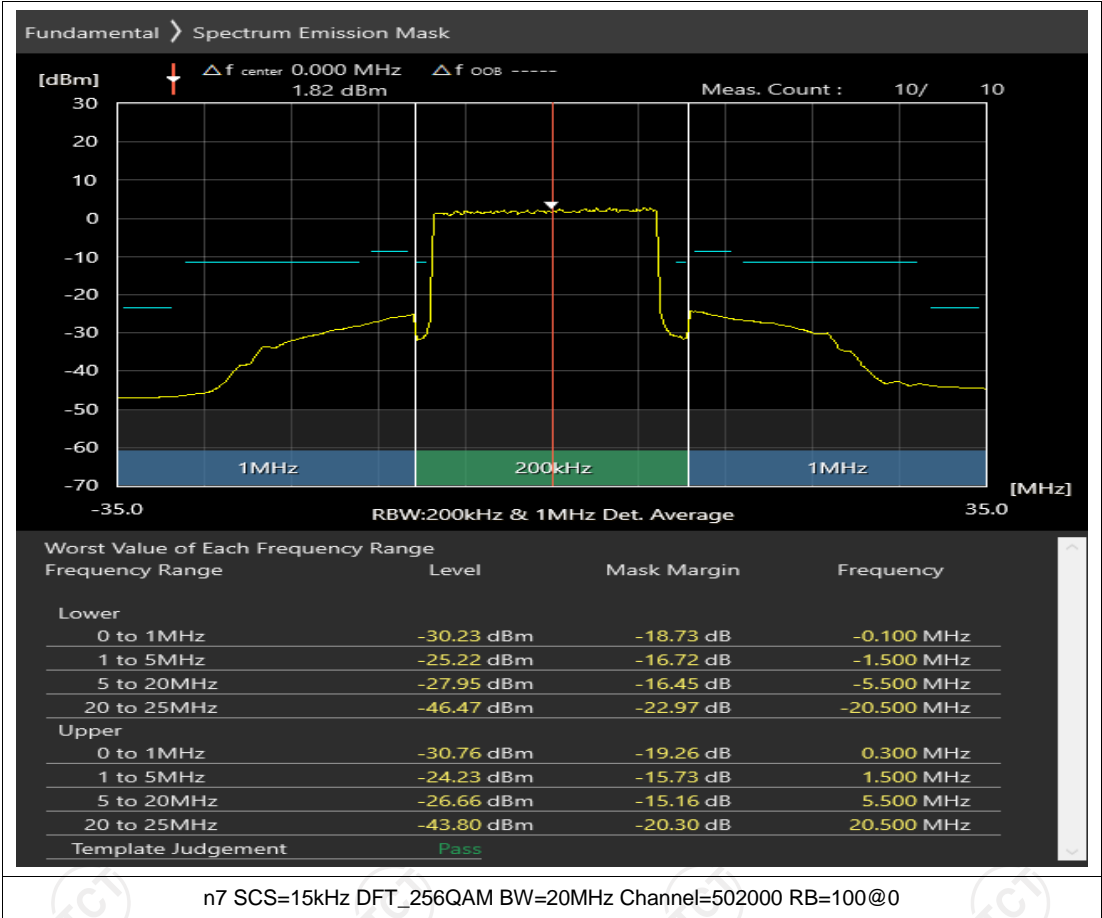 Fundamental 〉 Spectrum Emission Mask
[dBm] △f center 0.000 MHz △f OOB -----
1.82 dBm Meas. Count : 10/ 10
30
20
10
0
-10
-20
-30
-40
-50
-60
1MHz 200kHz 1MHz
-70
[MHz]
-35.0 35.0
RBW:200kHz & 1MHz Det. Average
Worst Value of Each Frequency Range
Frequency Range Level Mask Margin Frequency
Lower
0 to 1MHz -30.23 dBm -18.73 dB -0.100 MHz
1 to 5MHz -25.22 dBm -16.72 dB -1.500 MHz
5 to 20MHz -27.95 dBm -16.45 dB -5.500 MHz
20 to 25MHz -46.47 dBm -22.97 dB -20.500 MHz
Upper
0 to 1MHz -30.76 dBm -19.26 dB 0.300 MHz
1 to 5MHz -24.23 dBm -15.73 dB 1.500 MHz
5 to 20MHz -26.66 dBm -15.16 dB 5.500 MHz
20 to 25MHz -43.80 dBm -20.30 dB 20.500 MHz
Template Judgement Pass
n7 SCS=15kHz DFT_256QAM BW=20MHz Channel=502000 RB=100@0
TCT TCT TCT TCT